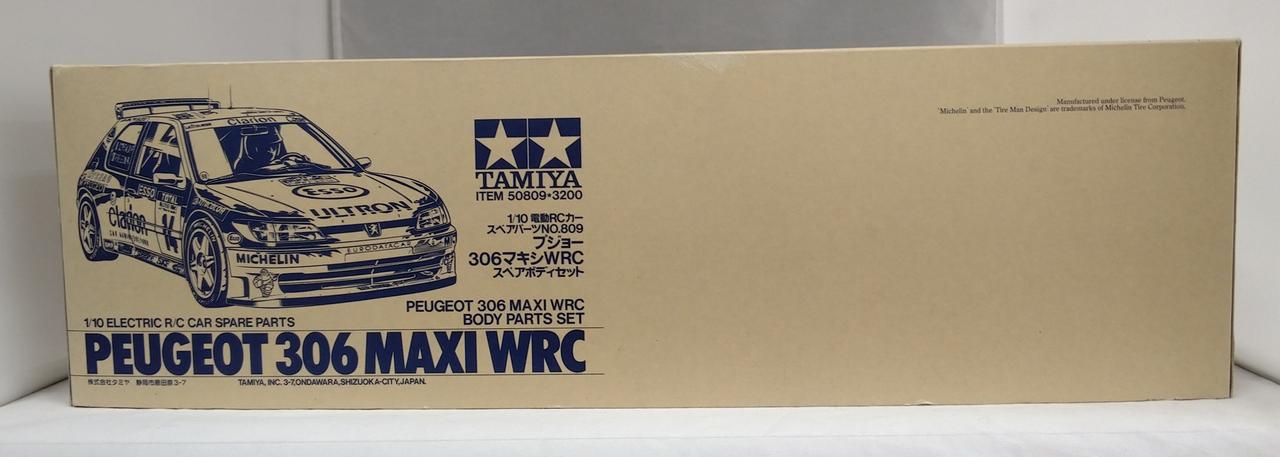 Clarion
ESSO
ULTRON
ESSO
TOTAL
Clarion
14
EURODATACAR
MICHELIN
TAMIYA
ITEM 50809★3200
1/10 電動RCカー
スペアパーツNO.809
プジョー
306マキシWRC
スペアボディセット
PEUGEOT 306 MAXI WRC
BODY PARTS SET
1/10 ELECTRIC R/C CAR SPARE PARTS
PEUGEOT 306 MAXI WRC
株式会社タミヤ 静岡市恩田原3-7
TAMIYA, INC. 3-7,ONDAWARA,SHIZUOKA-CITY,JAPAN.
Manufactured under license from Peugeot.
'Michelin' and the 'Tire Man Design' are trademarks of Michelin Tire Corporation.